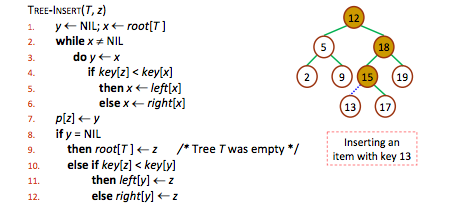 TREE-INSERT(T, z)
1. y ← NIL; x ← root[T]
2. while x ≠ NIL
3. do y ← x
4. if key[z] < key[x]
5. then x ← left[x]
6. else x ← right[x]
7. p[z] ← y
8. if y = NIL
9. then root[T] ← z /* Tree T was empty */
10. else if key[z] < key[y]
11. then left[y] ← z
12. else right[y] ← z
12
5 18
2 9 15 19
13 17
Inserting an
item with key 13